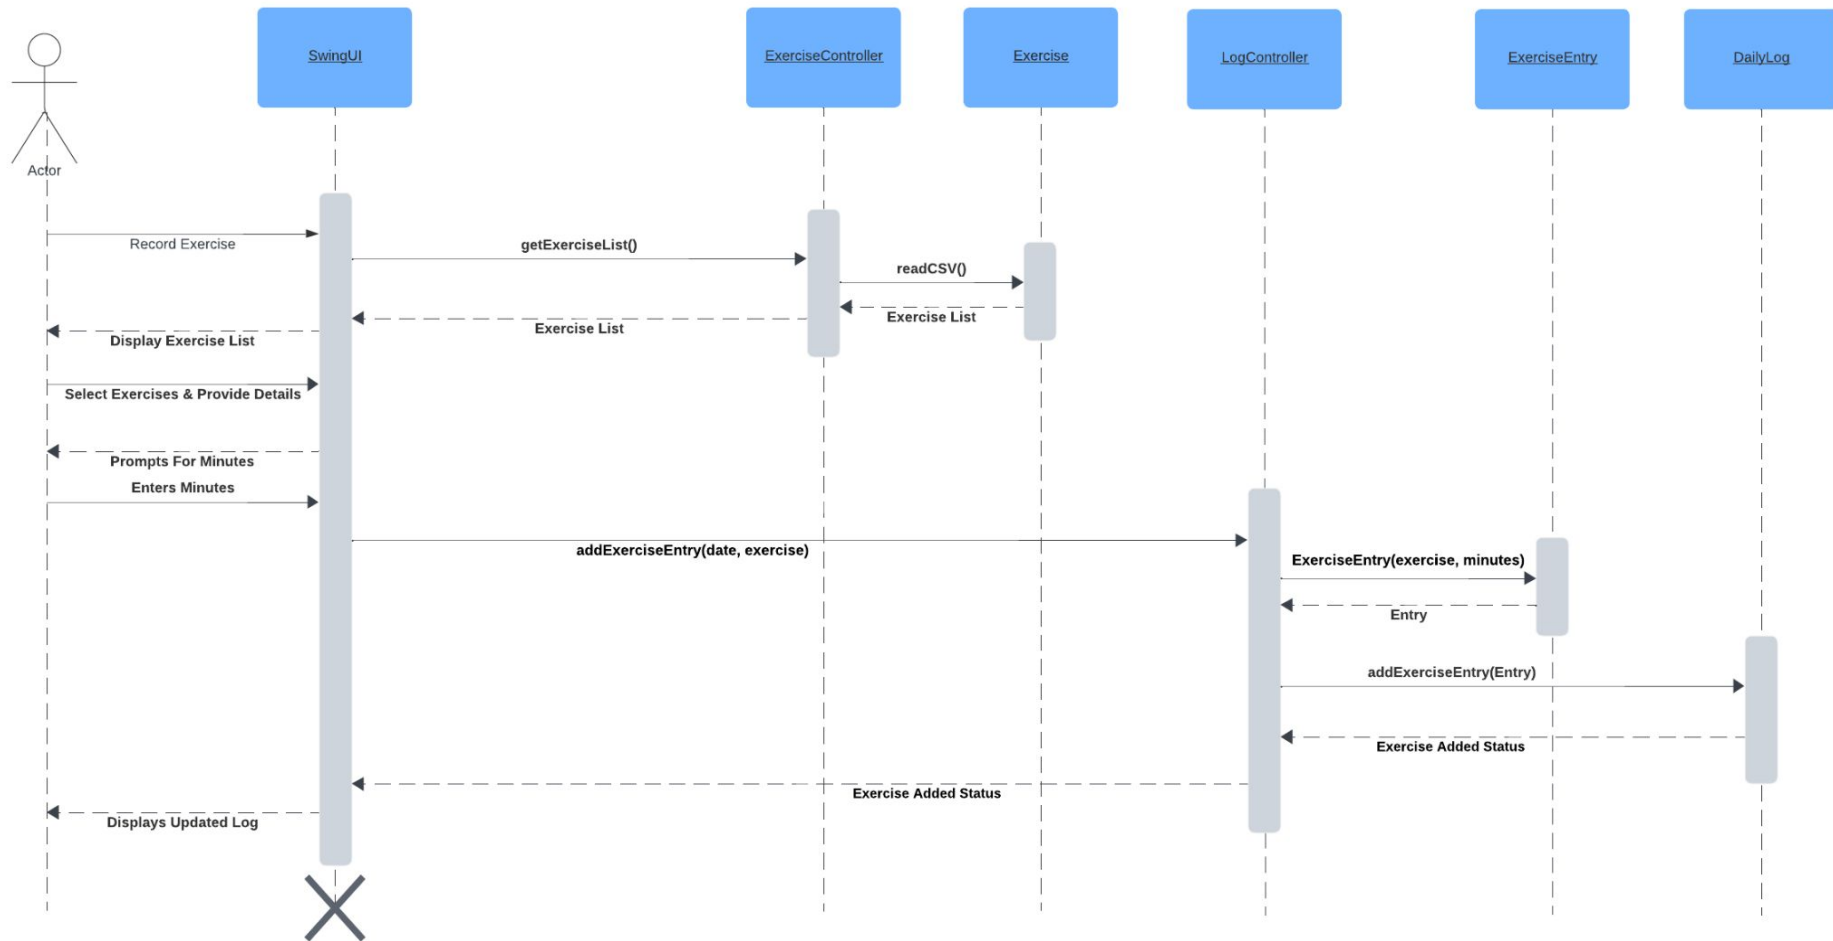 SwingUI
ExerciseController
Exercise
LogController
ExerciseEntry
DailyLog
Actor
Record Exercise
getExerciseList()
readCSV()
Exercise List
Exercise List
Display Exercise List
Select Exercises & Provide Details
Prompts For Minutes
Enters Minutes
addExerciseEntry(date, exercise)
ExerciseEntry(exercise, minutes)
Entry
addExerciseEntry(Entry)
Exercise Added Status
Exercise Added Status
Displays Updated Log